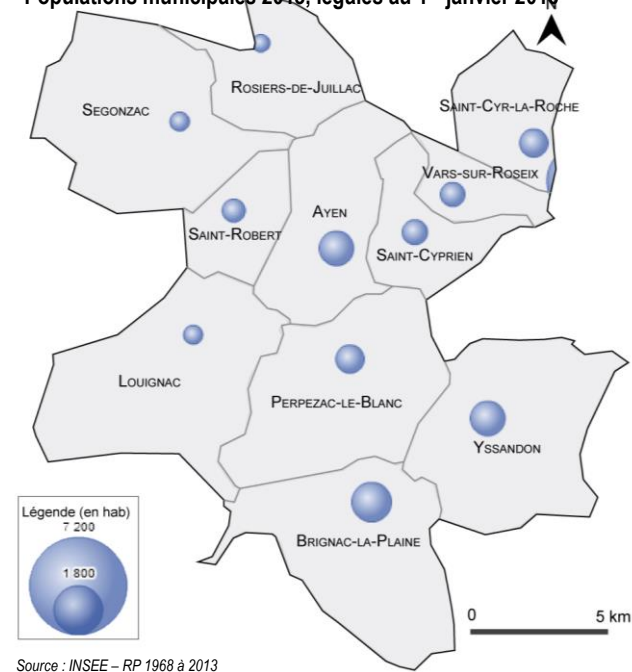 Populations municipales 2013, légales au 1er janvier 2016
N
ROSIERS-DE-JUILLAC
SEGONZAC
SAINT-CYR-LA-ROCHE
VARS-SUR-ROSEIX
AYEN
SAINT-ROBERT
SAINT-CYPRIEN
LOUIGNAC
PERPEZAC-LE-BLANC
YSSANDON
BRIGNAC-LA-PLAINE
Légende (en hab)
7 200
1 800
0 5 km
Source : INSEE – RP 1968 à 2013